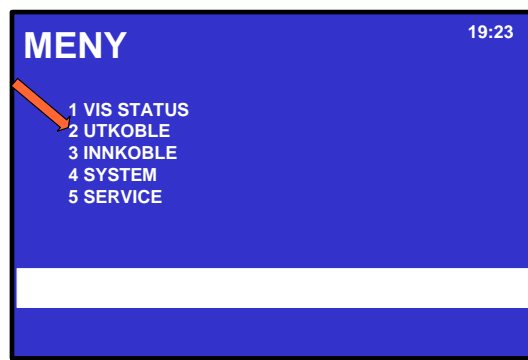 MENY
19:23
1 VIS STATUS
2 UTKOBLE
3 INNKOBLE
4 SYSTEM
5 SERVICE